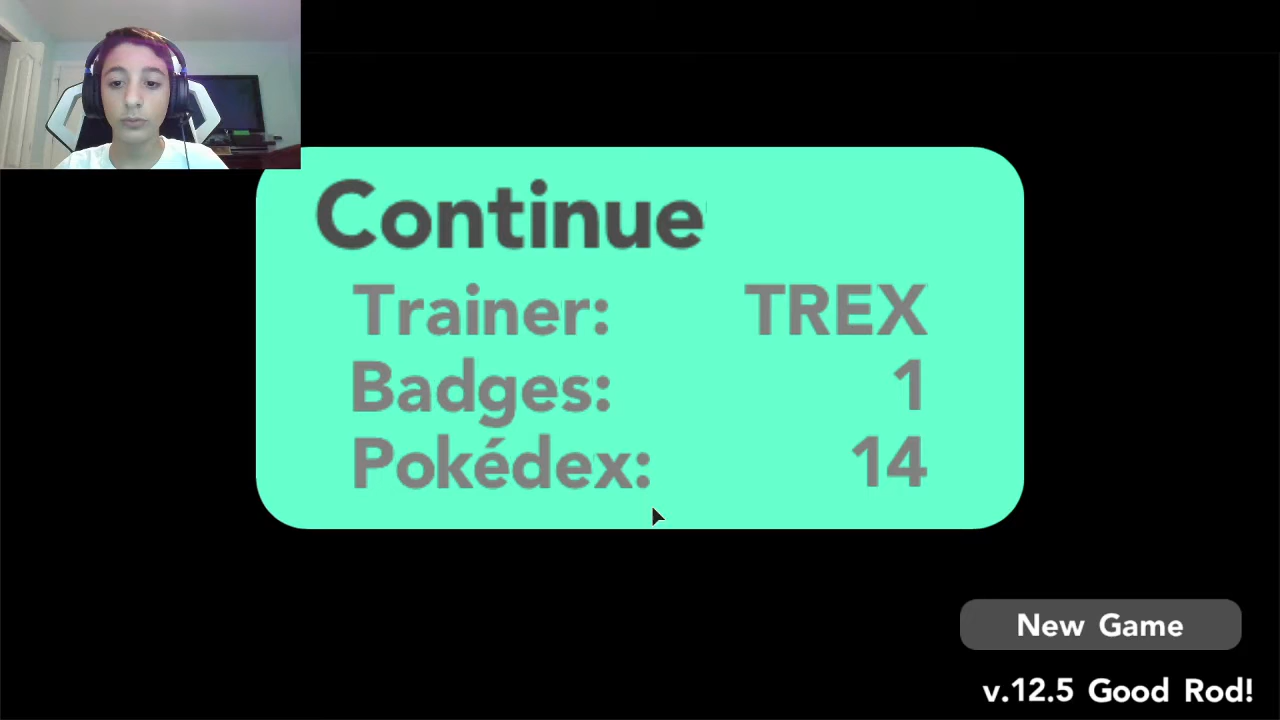 Continue
Trainer: TREX
Badges: 1
Pokédex: 14
New Game
v.12.5 Good Rod!